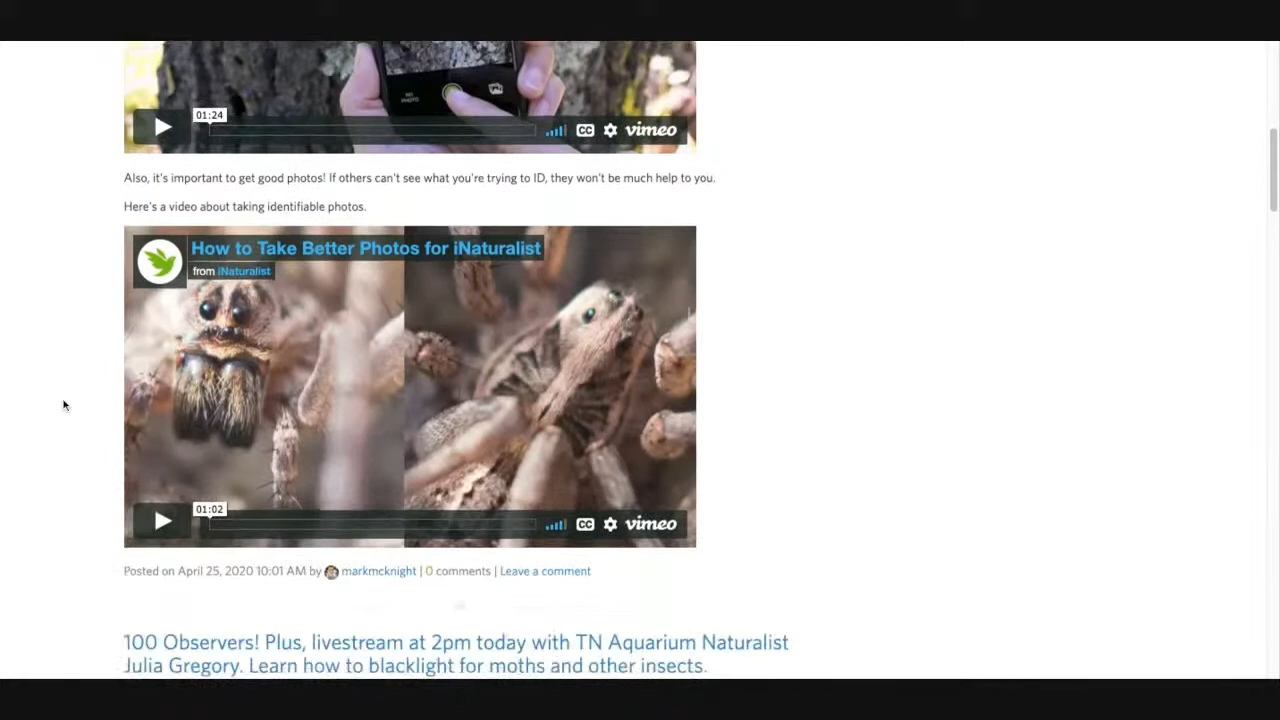 NO
PHOTO
01:24
CC
vimeo
Also, it's important to get good photos! If others can't see what you're trying to ID, they won't be much help to you.
Here's a video about taking identifiable photos.
How to Take Better Photos for iNaturalist
from iNaturalist
01:02
CC
vimeo
Posted on April 25, 2020 10:01 AM by markmcknight | 0 comments | Leave a comment
100 Observers! Plus, livestream at 2pm today with TN Aquarium Naturalist
Julia Gregory. Learn how to blacklight for moths and other insects.